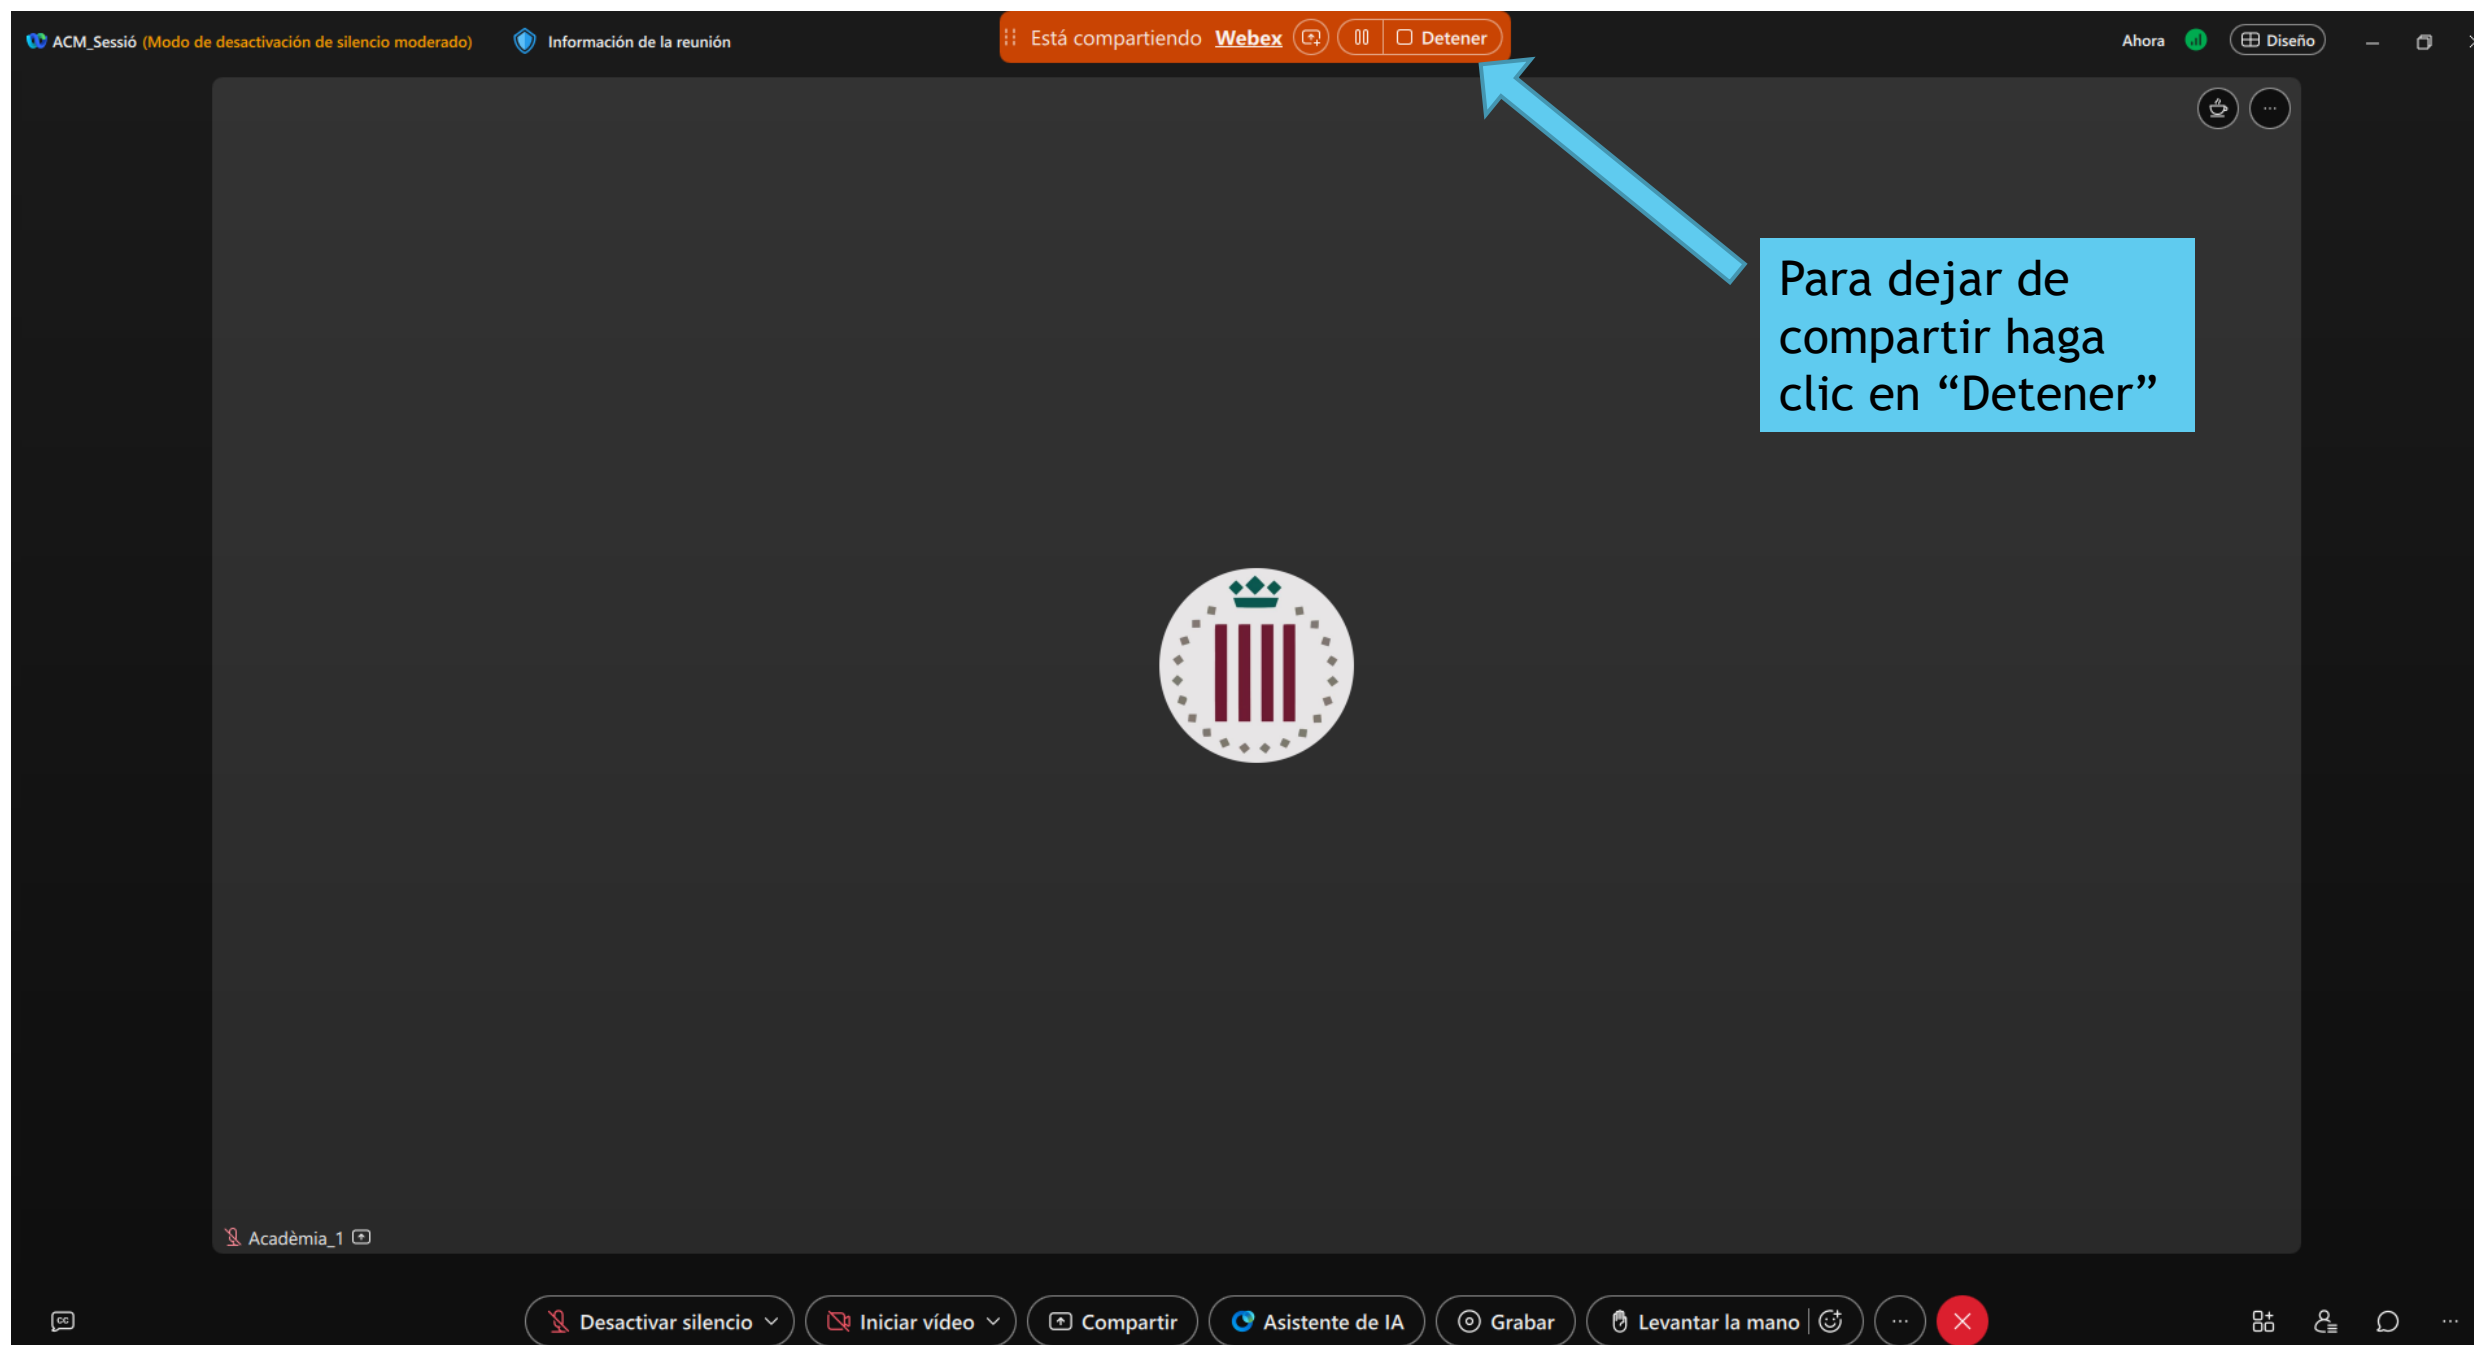 ACM_Sessió (Modo de desactivación de silencio moderado)
Información de la reunión
Está compartiendo Webex
Detener
Ahora
Diseño
Para dejar de
compartir haga
clic en “Detener”
Acadèmia_1
CC
Desactivar silencio
Iniciar vídeo
Compartir
Asistente de IA
Grabar
Levantar la mano